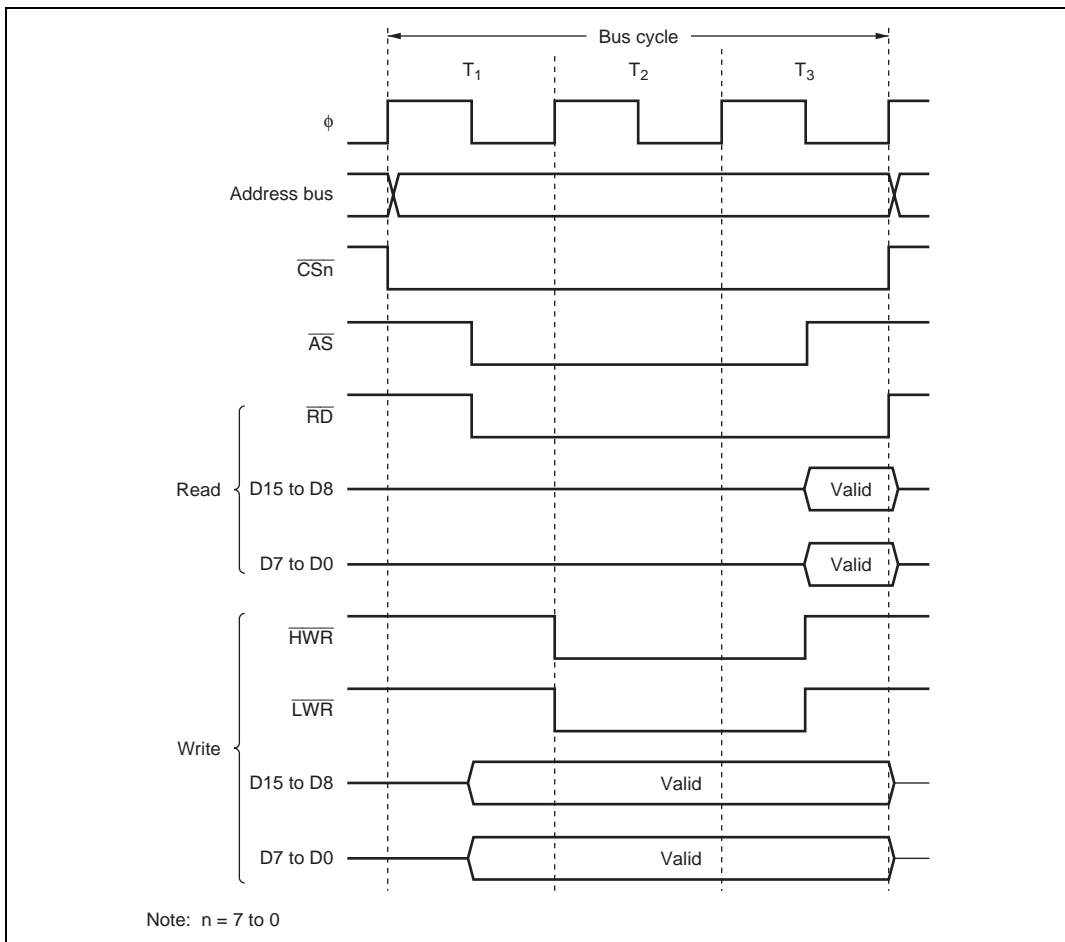 Bus cycle
T1 T2 T3
φ
Address bus
CSn
AS
RD
Read D15 to D8 Valid
D7 to D0 Valid
HWR
LWR
Write
D15 to D8 Valid
D7 to D0 Valid
Note: n = 7 to 0